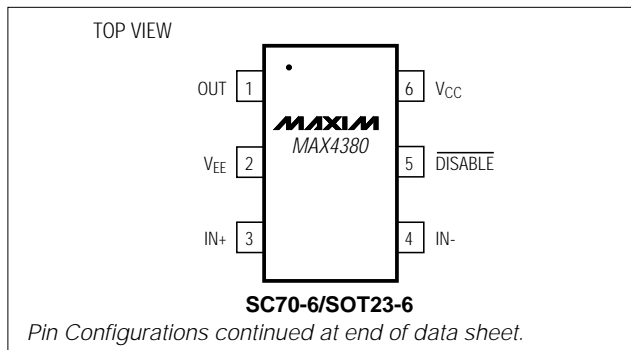 TOP VIEW
OUT 1 6 VCC
MAXIM
MAX4380
VEE 2 5 DISABLE
IN+ 3 4 IN-
SC70-6/SOT23-6
Pin Configurations continued at end of data sheet.